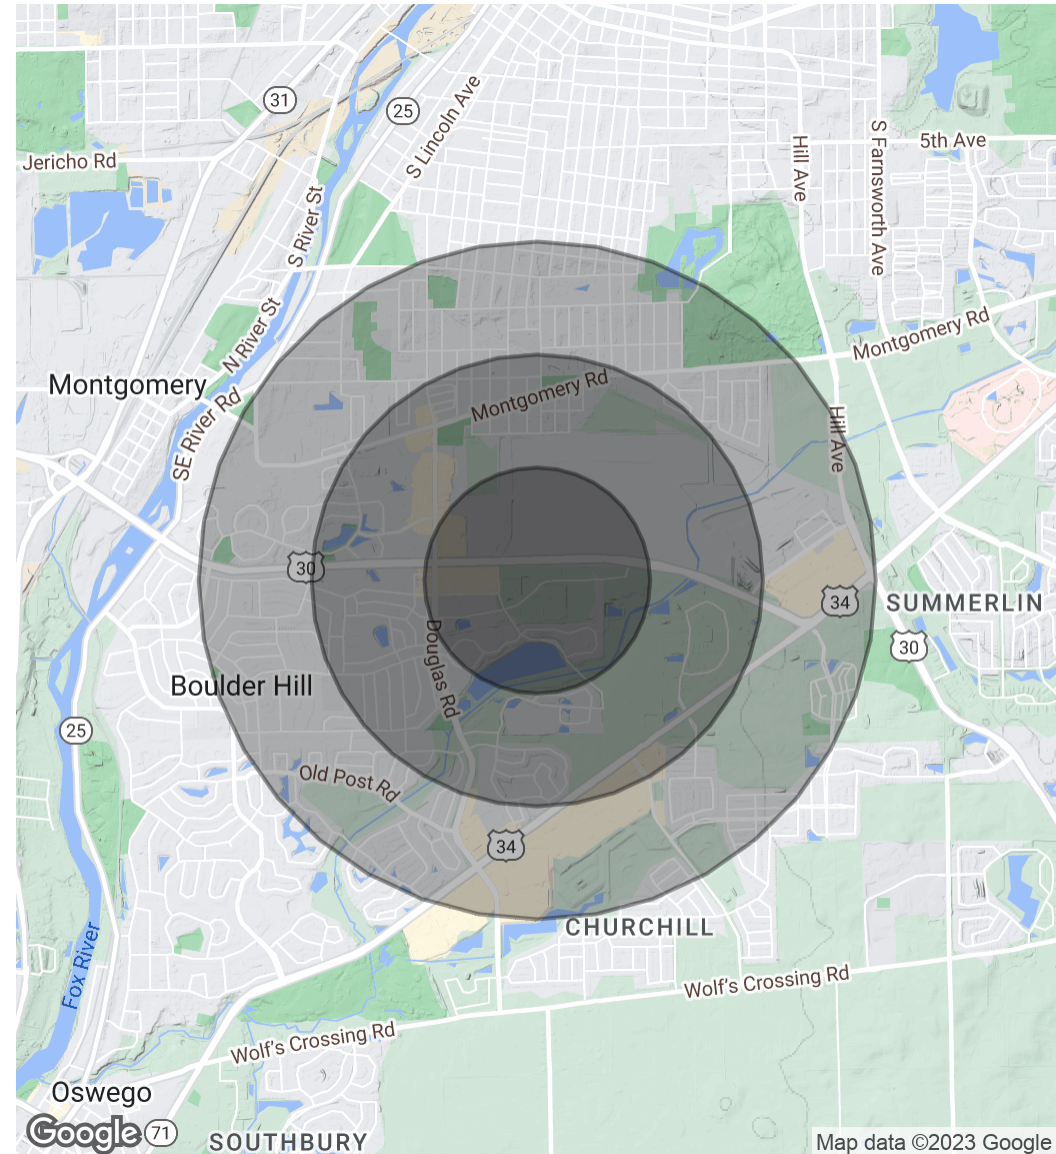 31
25
S Lincoln Ave
Jericho Rd
Hill Ave
S Farnsworth Ave
5th Ave
S River St
N River St
Montgomery Rd
Montgomery
SE River Rd
Montgomery Rd
Hill Ave
30
34
SUMMERLIN
30
Douglas Rd
Boulder Hill
25
Old Post Rd
34
CHURCHILL
Fox River
Wolf's Crossing Rd
Wolf's Crossing Rd
Oswego
Google
71
SOUTHBURY
Map data ©2023 Google